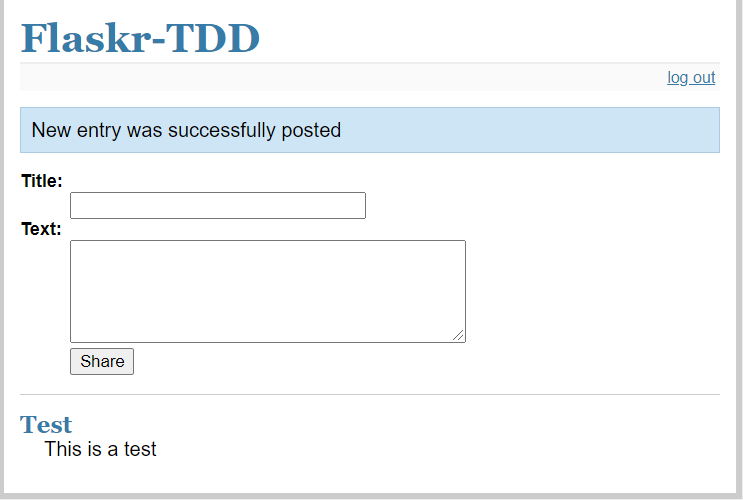 Flaskr-TDD
log out
New entry was successfully posted
Title:
Text:
Share
Test
This is a test